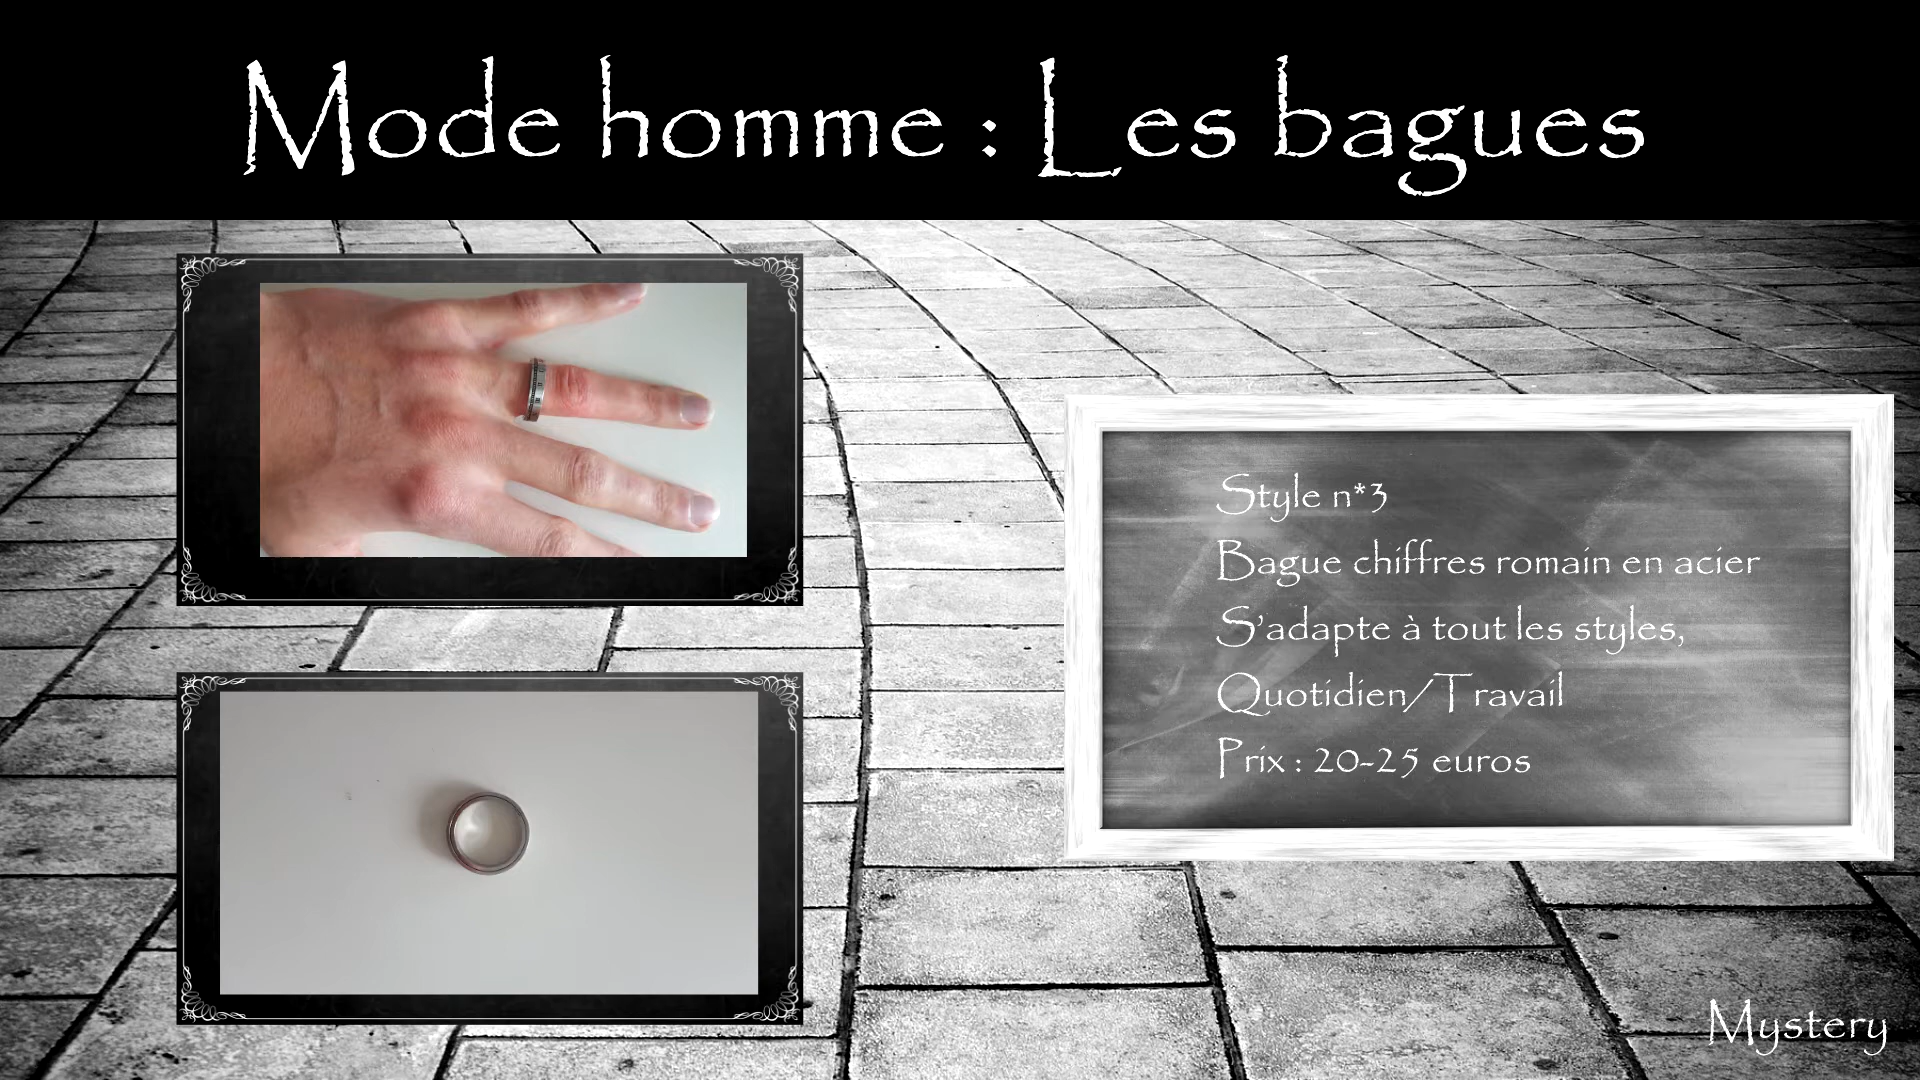 Mode homme : Les bagues
Style n*3
Bague chiffres romain en acier
S'adapte à tout les styles,
Quotidien/Travail
Prix : 20-25 euros
Mystery